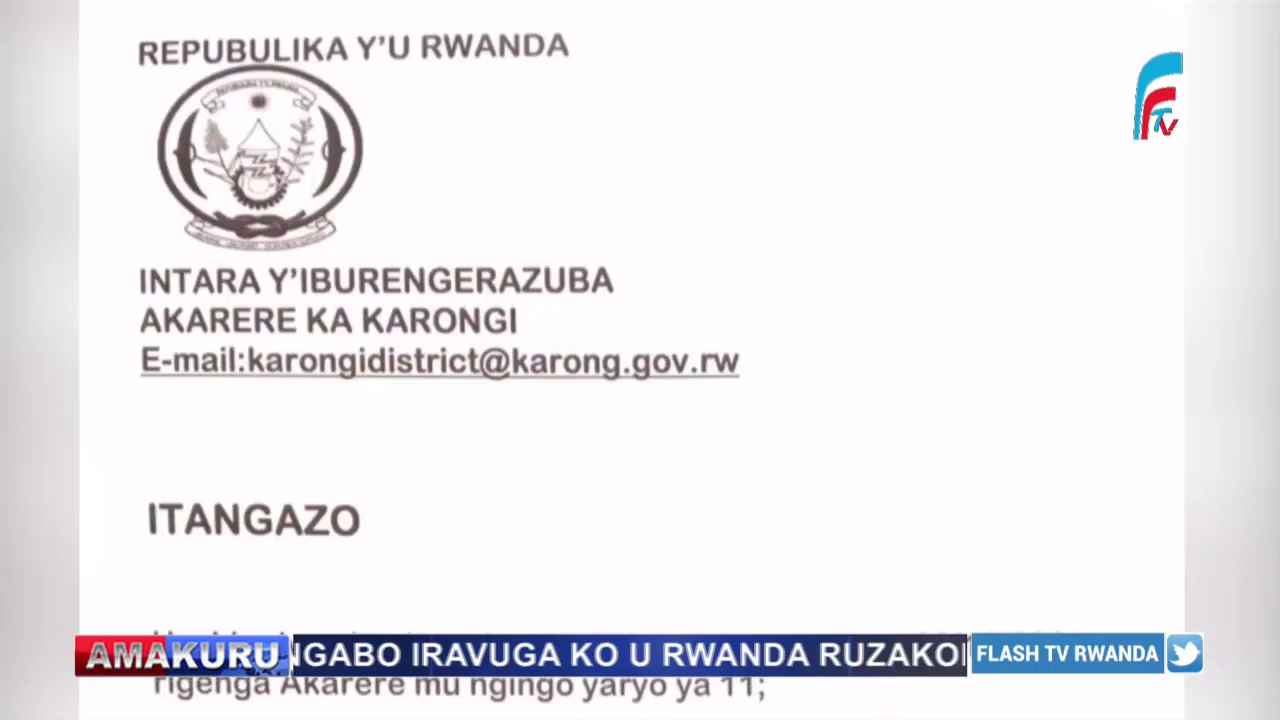 REPUBULIKA Y'U RWANDA
TV
INTARA Y'IBURENGERAZUBA
AKARERE KA KARONGI
E-mail:karongidistrict@karong.gov.rw
ITANGAZO
AMAKURU
NGABO IRAVUGA KO U RWANDA RUZAKO
FLASH TV RWANDA
rigenga Akarere mu ngingo yaryo ya 11;